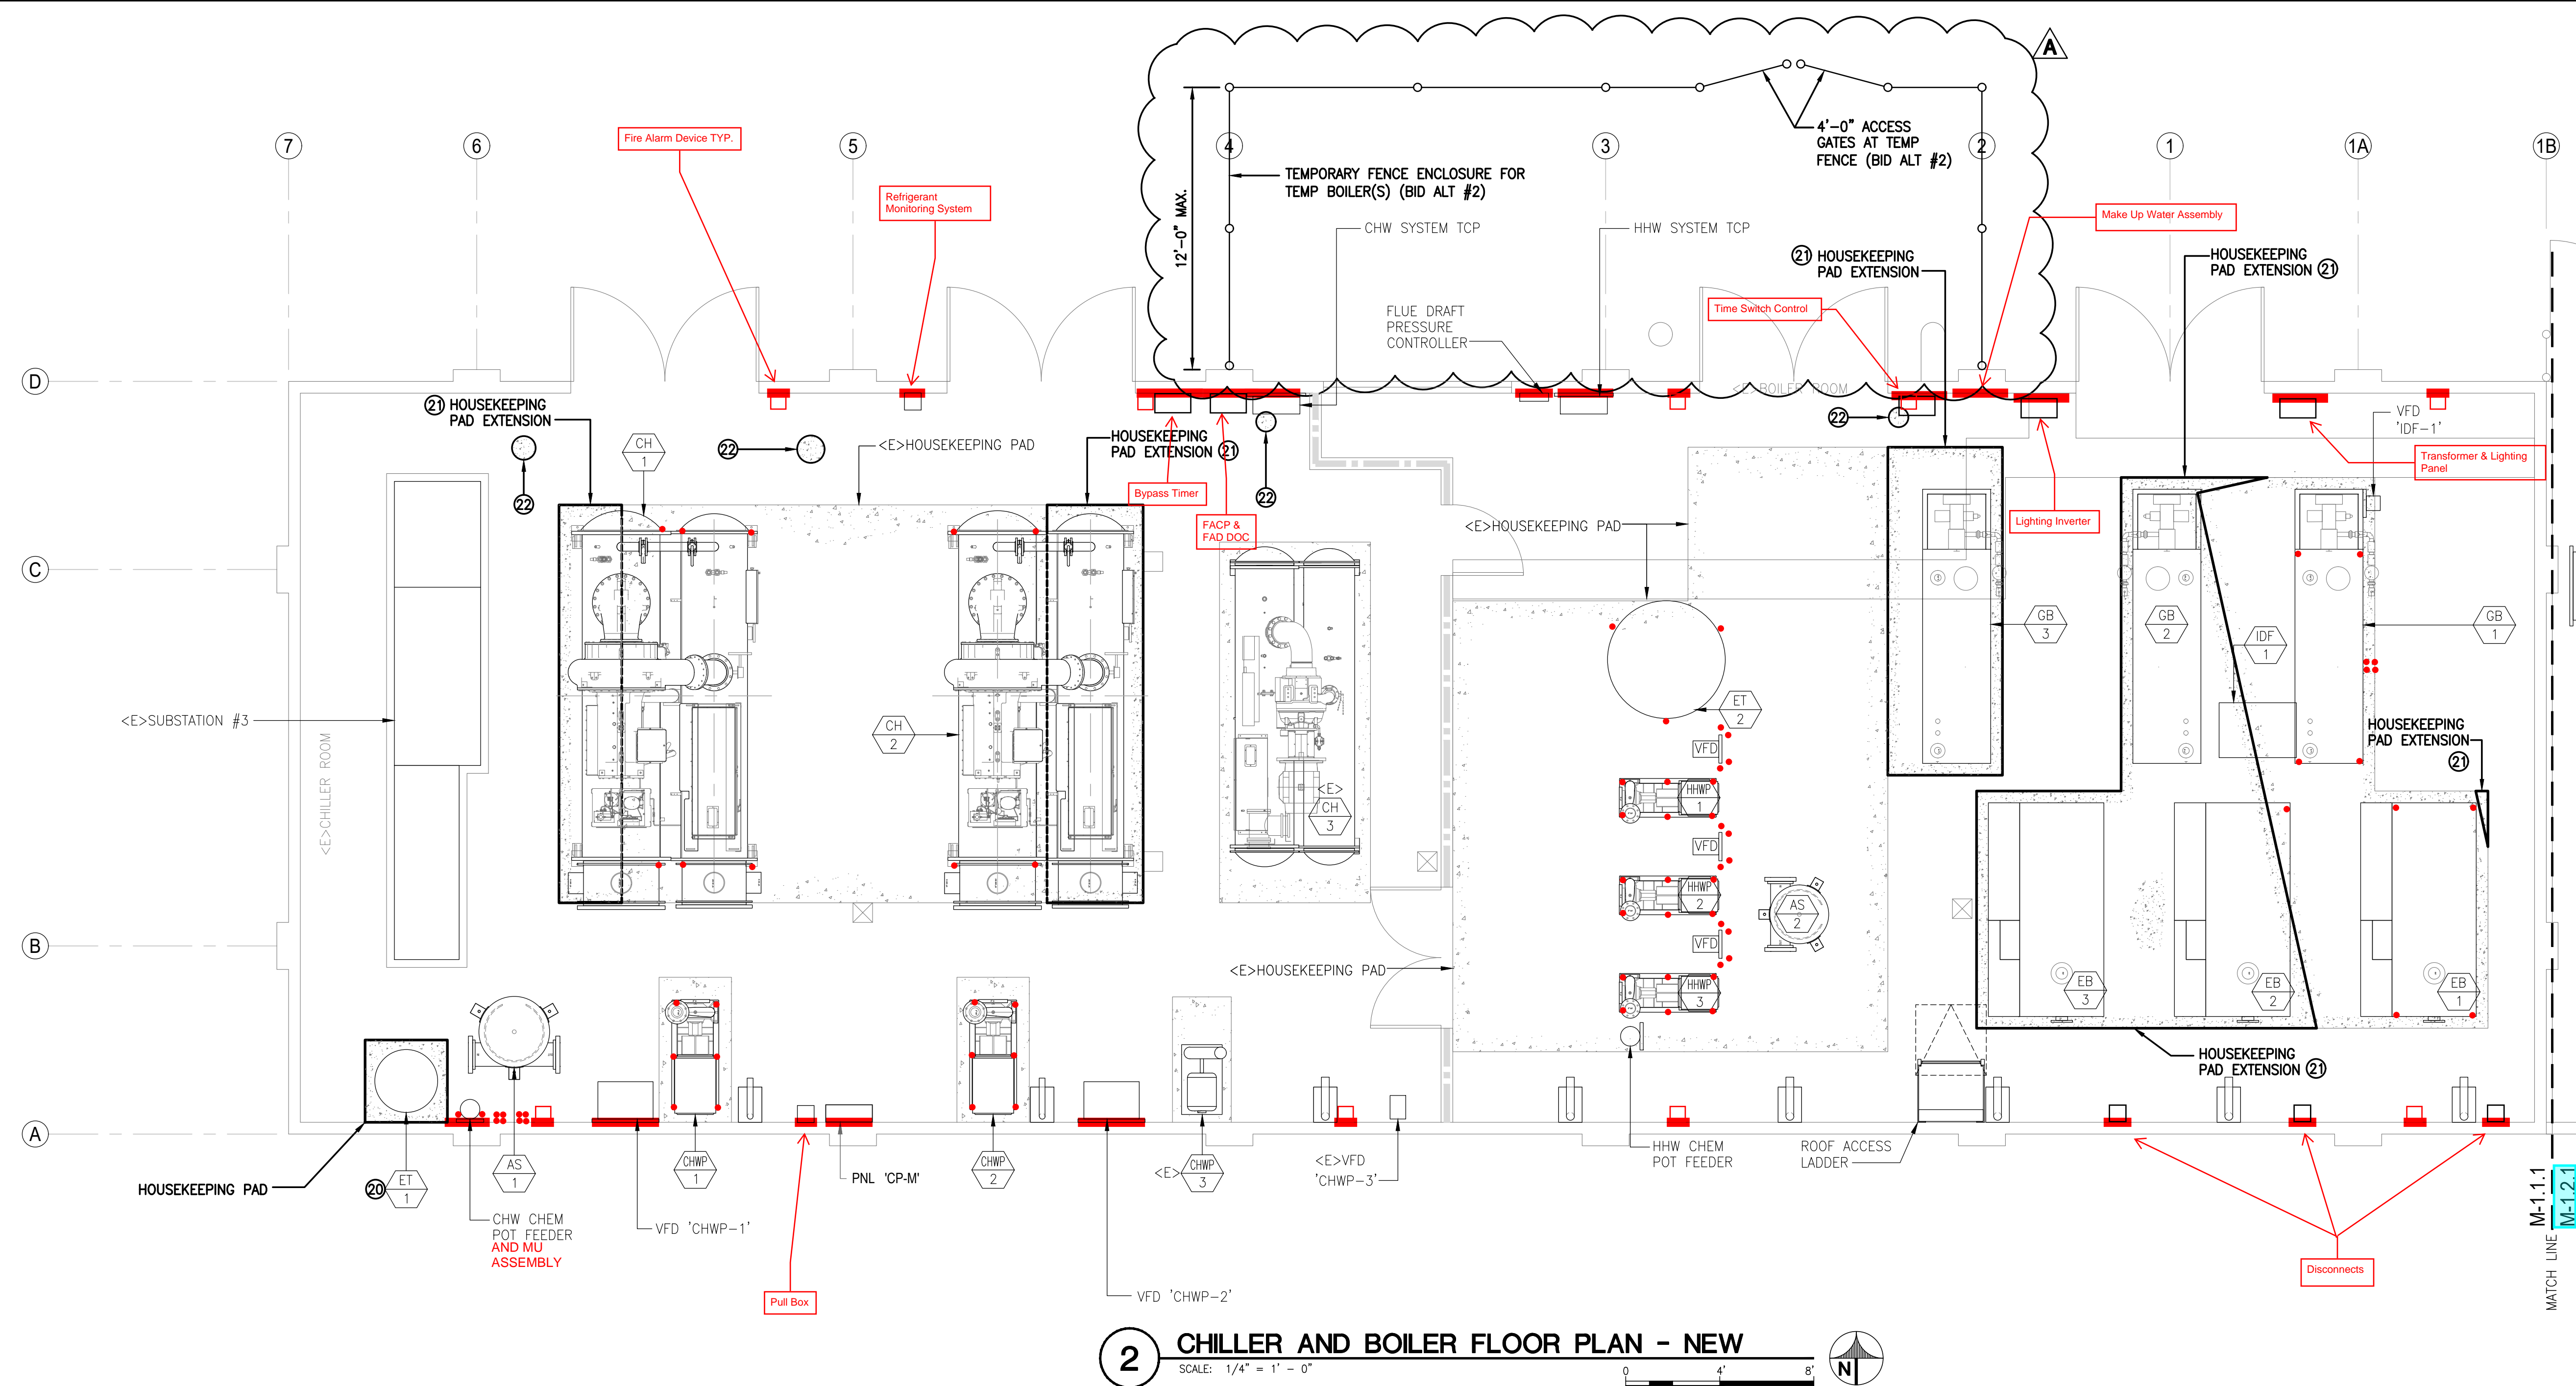 A
7
6
5
4
3
2
1
1A
1B
Fire Alarm Device TYP.
Refrigerant
Monitoring System
12'-0" MAX.
TEMPORARY FENCE ENCLOSURE FOR
TEMP BOILER(S) (BID ALT #2)
4'-0" ACCESS
GATES AT TEMP
FENCE (BID ALT #2)
CHW SYSTEM TCP
HHW SYSTEM TCP
Make Up Water Assembly
21 HOUSEKEEPING
PAD EXTENSION
HOUSEKEEPING
PAD EXTENSION 21
FLUE DRAFT
PRESSURE
CONTROLLER
Time Switch Control
D
<E>BOILER ROOM
21 HOUSEKEEPING
PAD EXTENSION
22
CH
1
22
<E>HOUSEKEEPING PAD
HOUSEKEEPING
PAD EXTENSION 21
22
22
VFD
'IDF-1'
Transformer & Lighting
Panel
Bypass Timer
FACP &
FAD DOC
<E>HOUSEKEEPING PAD
Lighting Inverter
C
GB
3
GB
2
IDF
1
GB
1
<E>SUBSTATION #3
<E>CHILLER ROOM
CH
2
ET
2
HOUSEKEEPING
PAD EXTENSION
21
VFD
<E>
CH
3
HHWP
1
VFD
HHWP
2
AS
2
VFD
B
<E>HOUSEKEEPING PAD
HHWP
3
EB
3
EB
2
EB
1
HOUSEKEEPING
PAD EXTENSION 21
A
HOUSEKEEPING PAD
20
ET
1
AS
1
CHW CHEM
POT FEEDER
AND MU
ASSEMBLY
CHWP
1
VFD 'CHWP-1'
PNL 'CP-M'
Pull Box
CHWP
2
VFD 'CHWP-2'
<E>
CHWP
3
<E>VFD
'CHWP-3'
HHW CHEM
POT FEEDER
ROOF ACCESS
LADDER
Disconnects
M-1.1.1
M-1.2.1
MATCH LINE
2
CHILLER AND BOILER FLOOR PLAN - NEW
SCALE: 1/4" = 1' - 0"
0
4'
8'
N